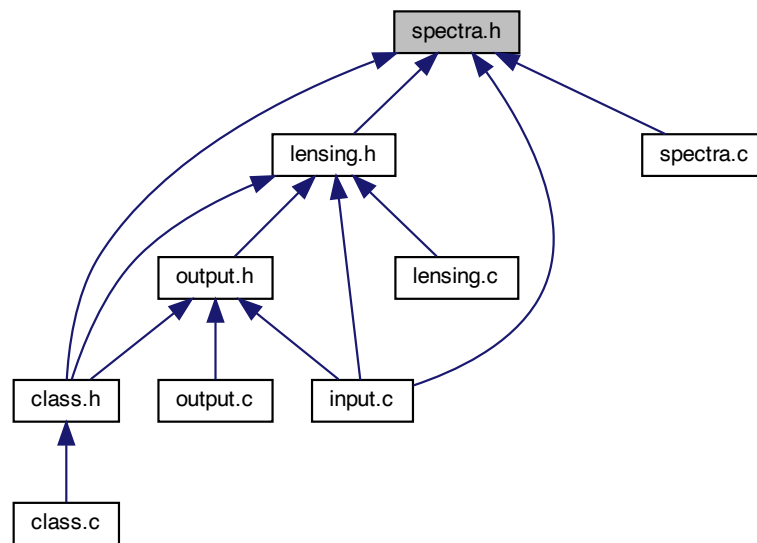 spectra.h
lensing.h
spectra.c
output.h
lensing.c
class.h
output.c
input.c
class.c